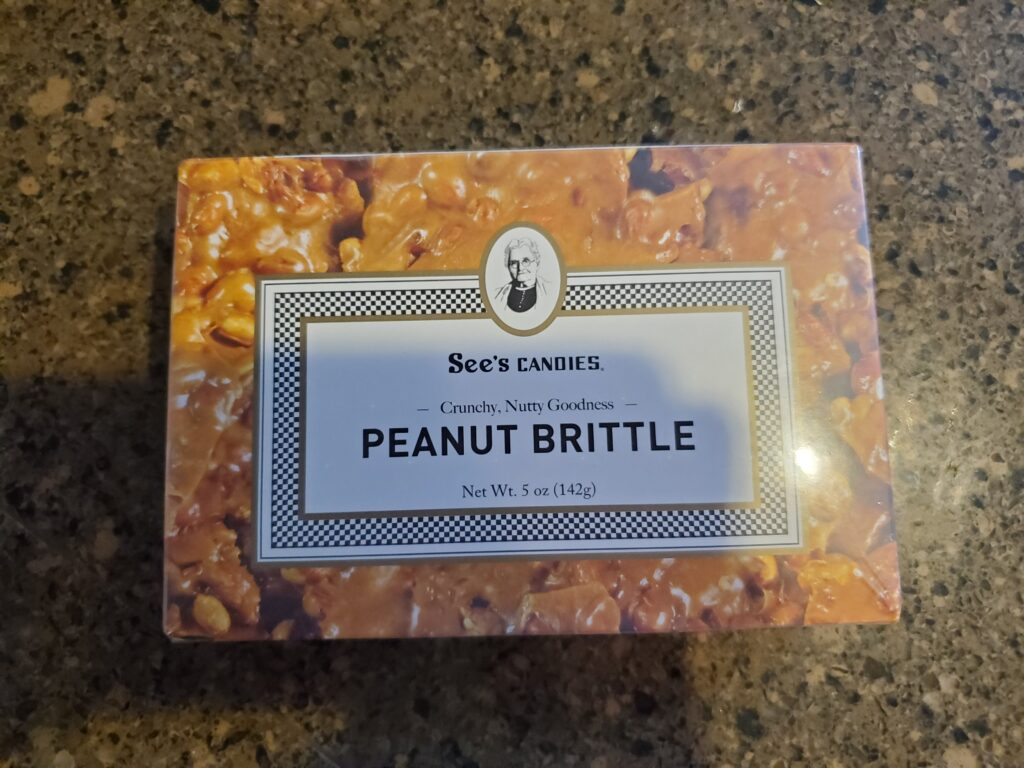 See's CANDIES®
— Crunchy, Nutty Goodness —
PEANUT BRITTLE
Net Wt. 5 oz (142g)